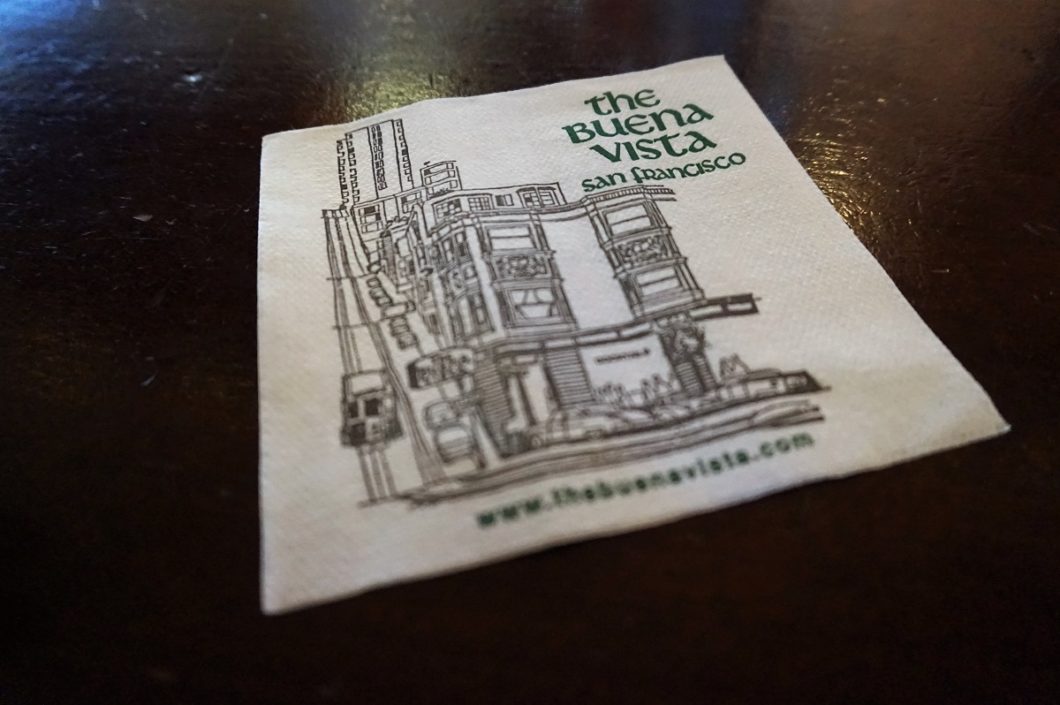 The
Buena
Vista
San Francisco
www.thebuenavista.com